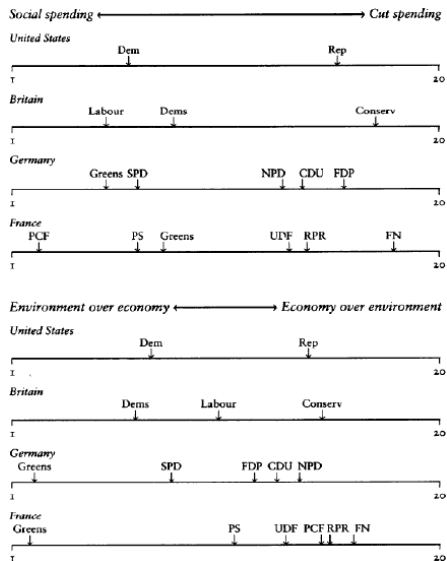 Social spending Cut spending
United States
Dem Rep
1 20
Britain
Labour Dems Conserv
1 20
Germany
Greens SPD NPD CDU FDP
1 20
France
PCF PS Greens UDF RPR FN
1 20
Environment over economy Economy over environment
United States
Dem Rep
1 20
Britain
Dems Labour Conserv
1 20
Germany
Greens SPD FDP CDU NPD
1 20
France
Greens PS UDF PCF RPR FN
1 20